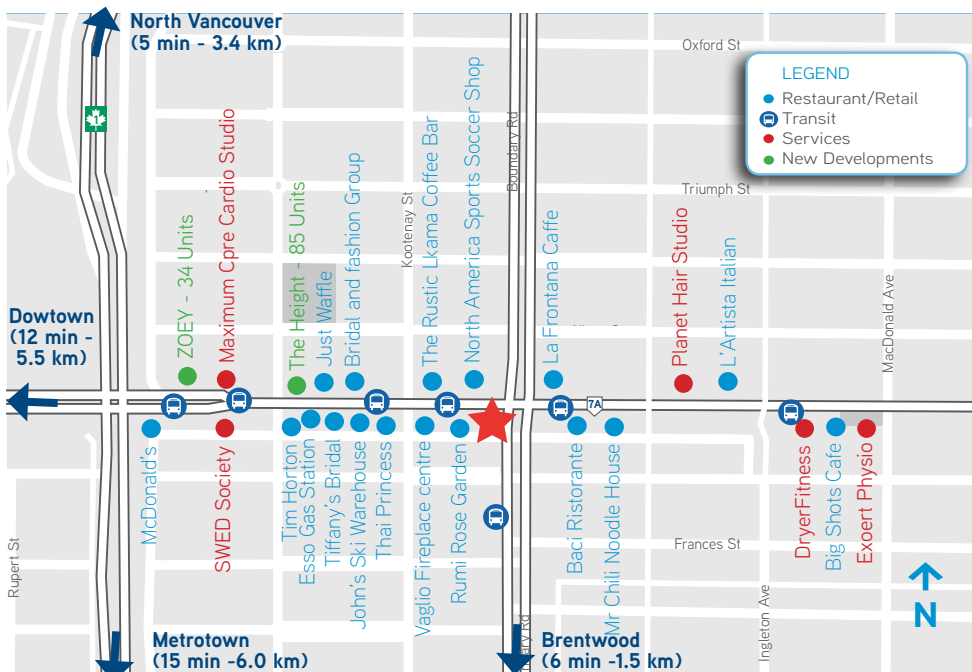 North Vancouver
(5 min - 3.4 km)
Oxford St
LEGEND
Restaurant/Retail
Transit
Services
New Developments
1
Boundary Rd
Triumph St
Kootenay St
MacDonald Ave
Dowtown
(12 min -
5.5 km)
ZOEY - 34 Units
Maximum Cpre Cardio Studio
The Height - 85 Units
Just Waffle
Bridal and fashion Group
The Rustic Lkama Coffee Bar
North America Sports Soccer Shop
La Frontana Caffe
Planet Hair Studio
L'Artista Italian
7A
McDonald's
SWED Society
Tim Horton
Esso Gas Station
Tiffany's Bridal
John's Ski Warehouse
Thai Princess
Vaglio Fireplace centre
Rumi Rose Garden
Baci Ristorante
Mr Chili Noodle House
DryerFitness
Big Shots Cafe
Exoert Physio
Rupert St
Frances St
Ingleton Ave
N
Metrotown
(15 min -6.0 km)
Brentwood
(6 min -1.5 km)